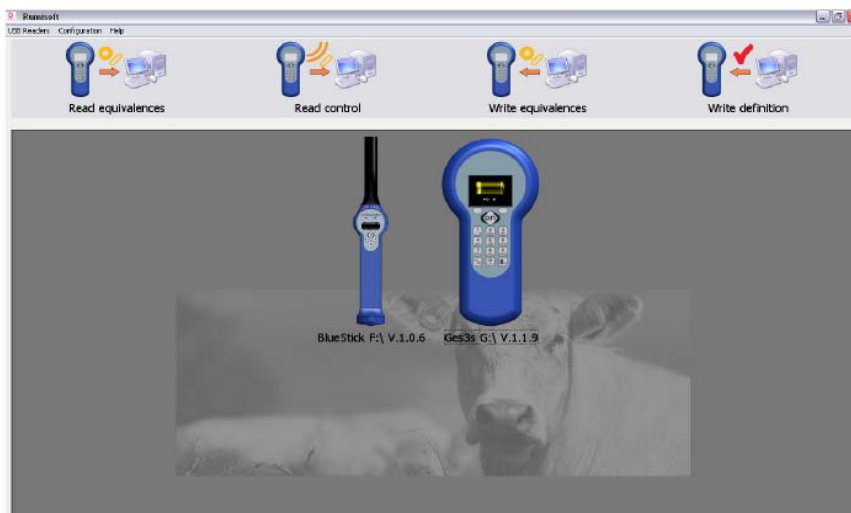 Rumisoft
USB Readers Configuration Help
Read equivalences
Read control
Write equivalences
Write definition
BlueStick F:\ V.1.0.6
Ges3s G:\ V.1.1.9